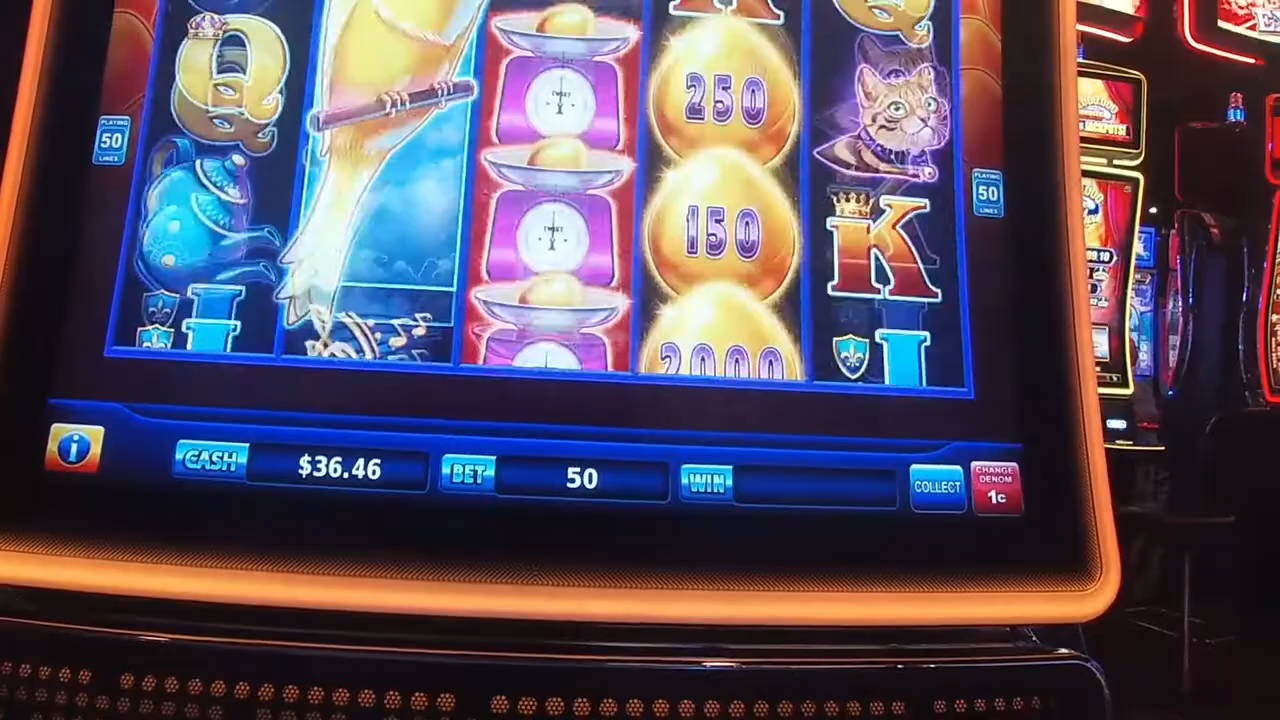 Q
Q
PLAYING
50
LINES
250
150
2000
K
J
J
PLAYING
50
LINES
CASH
$36.46
BET
50
WIN
COLLECT
CHANGE
DENOM
1c
JACKPOTS!